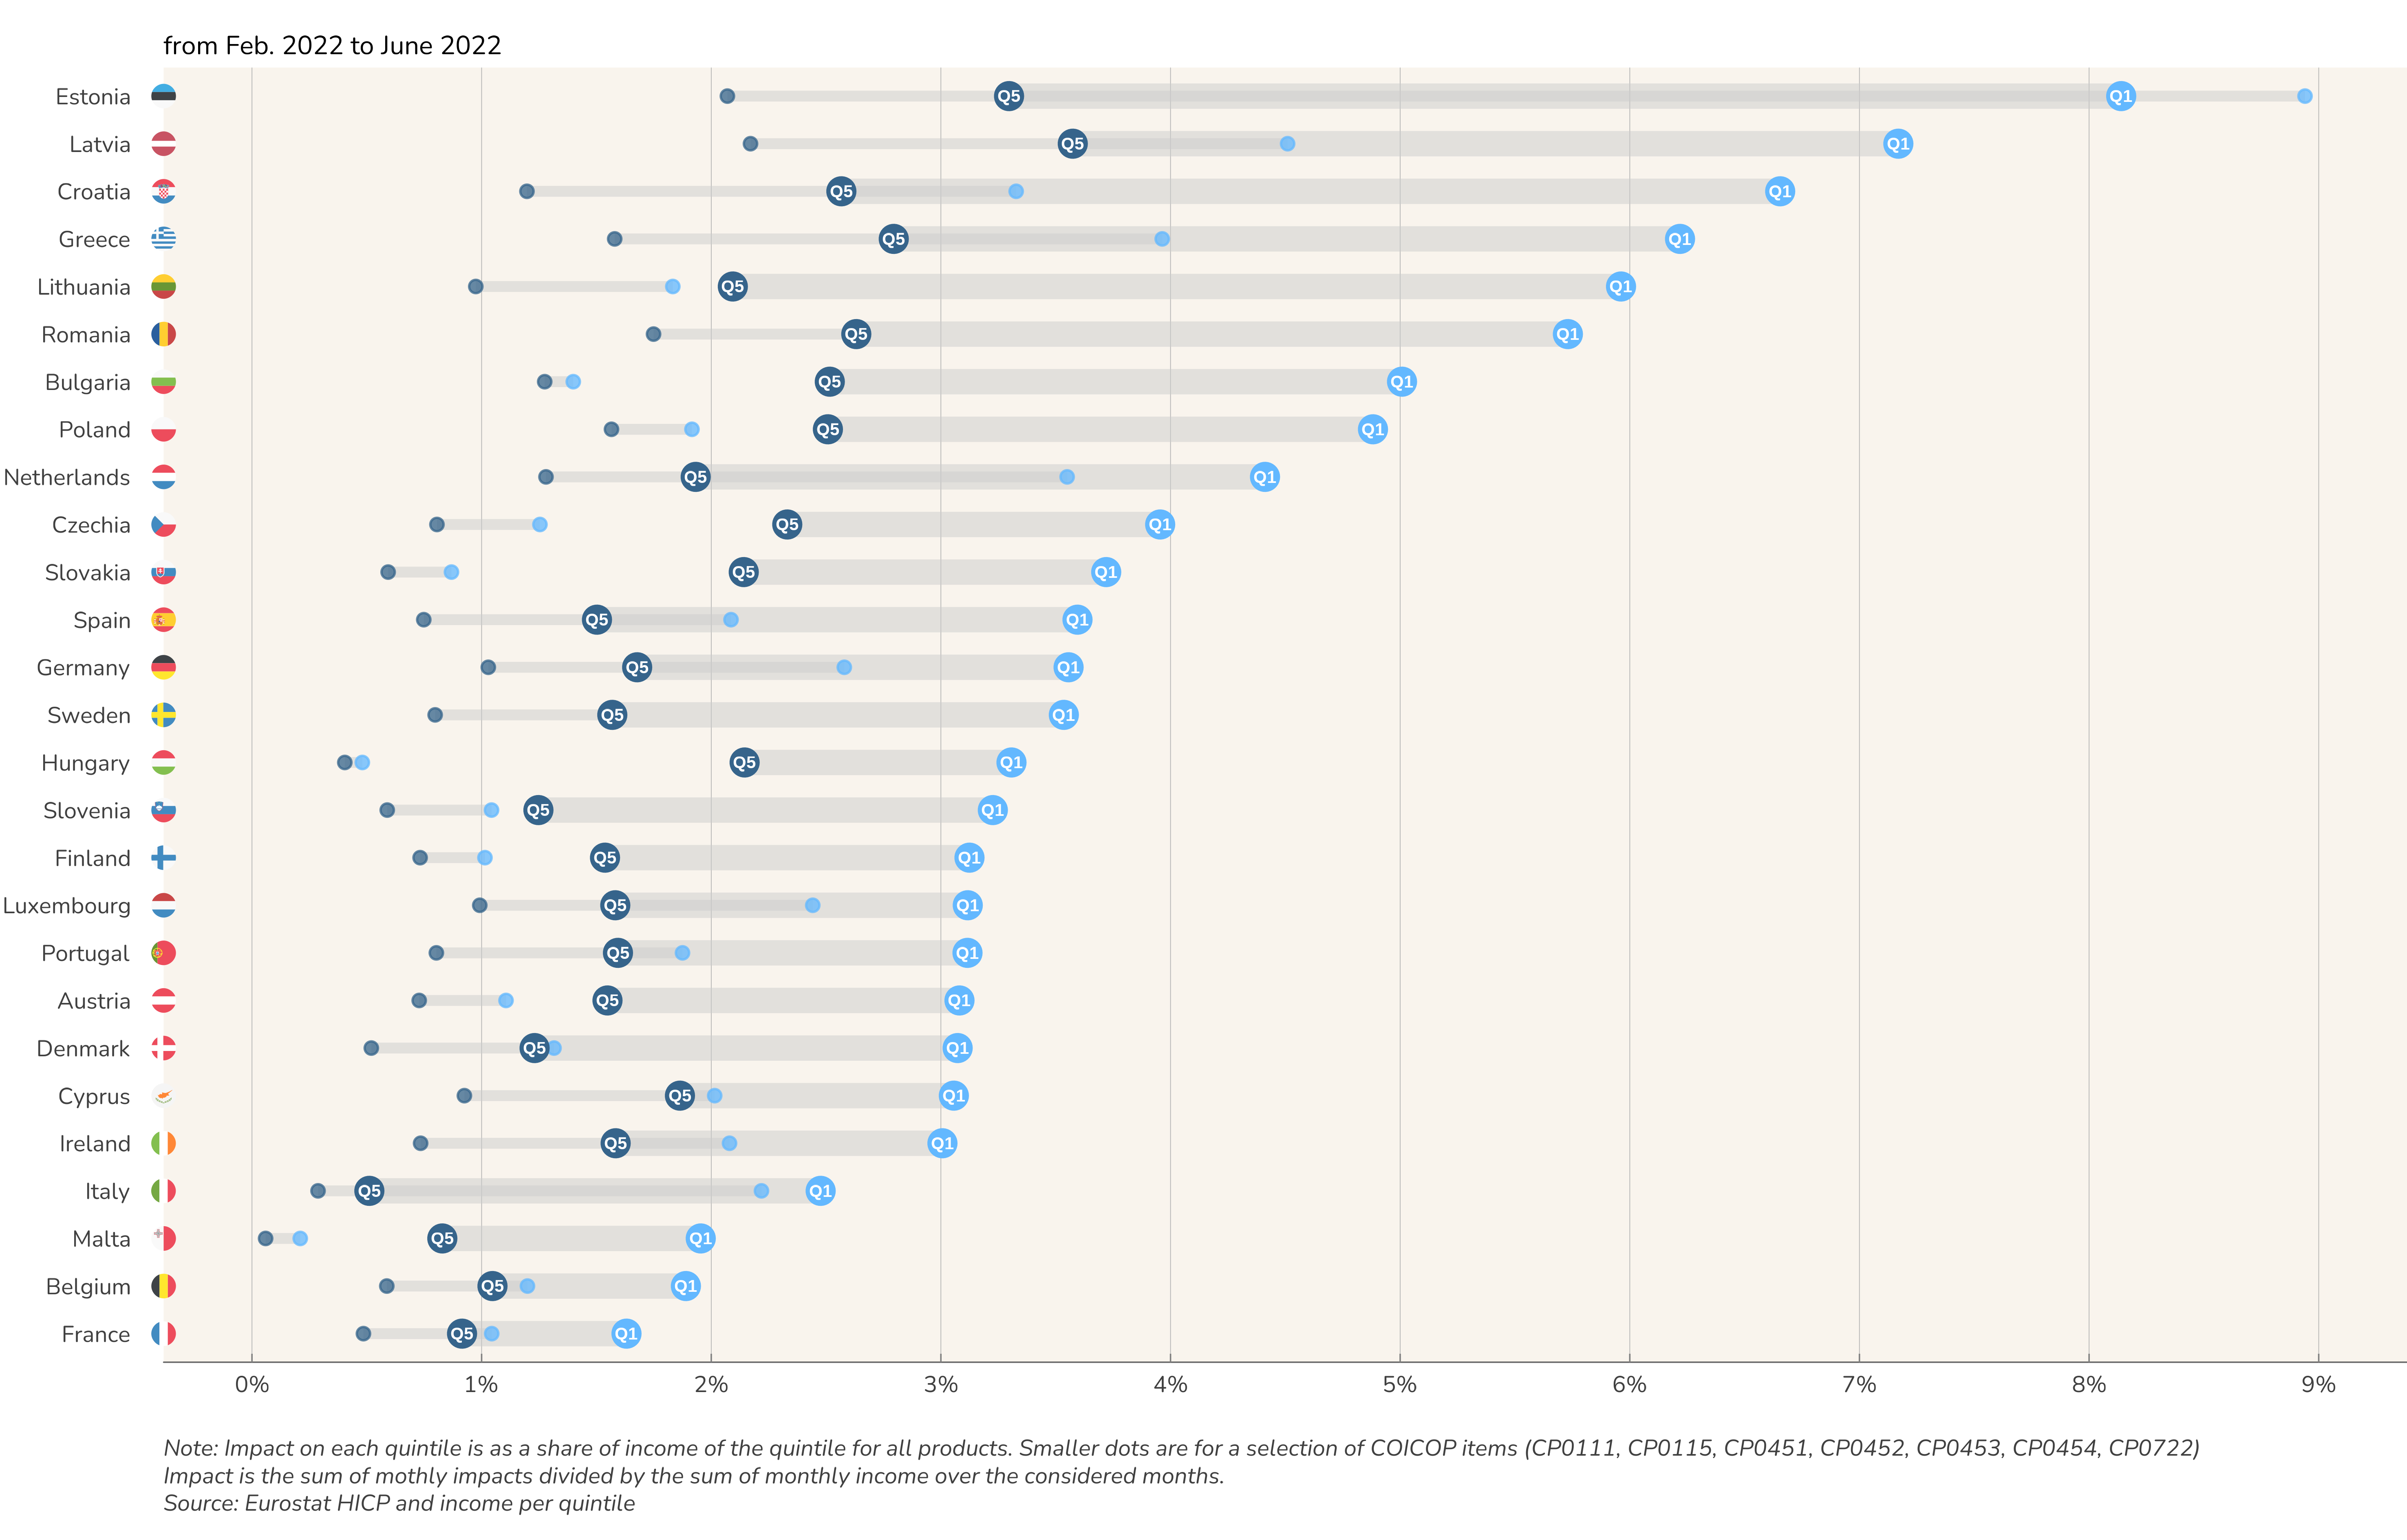 from Feb. 2022 to June 2022
Estonia Q5 Q1
Latvia Q5 Q1
Croatia Q5 Q1
Greece Q5 Q1
Lithuania Q5 Q1
Romania Q5 Q1
Bulgaria Q5 Q1
Poland Q5 Q1
Netherlands Q5 Q1
Czechia Q5 Q1
Slovakia Q5 Q1
Spain Q5 Q1
Germany Q5 Q1
Sweden Q5 Q1
Hungary Q5 Q1
Slovenia Q5 Q1
Finland Q5 Q1
Luxembourg Q5 Q1
Portugal Q5 Q1
Austria Q5 Q1
Denmark Q5 Q1
Cyprus Q5 Q1
Ireland Q5 Q1
Italy Q5 Q1
Malta Q5 Q1
Belgium Q5 Q1
France Q5 Q1
0% 1% 2% 3% 4% 5% 6% 7% 8% 9%
Note: Impact on each quintile is as a share of income of the quintile for all products. Smaller dots are for a selection of COICOP items (CP0111, CP0115, CP0451, CP0452, CP0453, CP0454, CP0722)
Impact is the sum of mothly impacts divided by the sum of monthly income over the considered months.
Source: Eurostat HICP and income per quintile